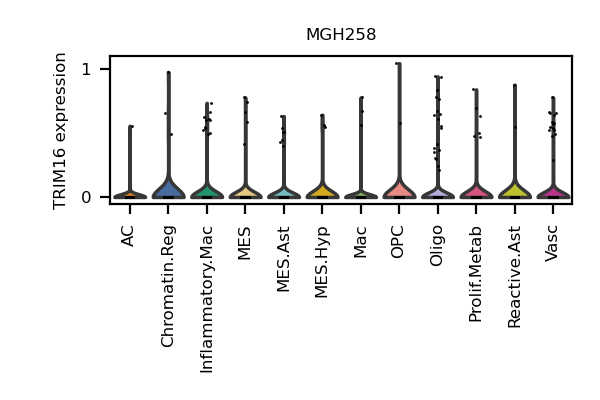 MGH258
TRIM16 expression
1
0
AC
Chromatin.Reg
Inflammatory.Mac
MES
MES.Ast
MES.Hyp
Mac
OPC
Oligo
Prolif.Metab
Reactive.Ast
Vasc